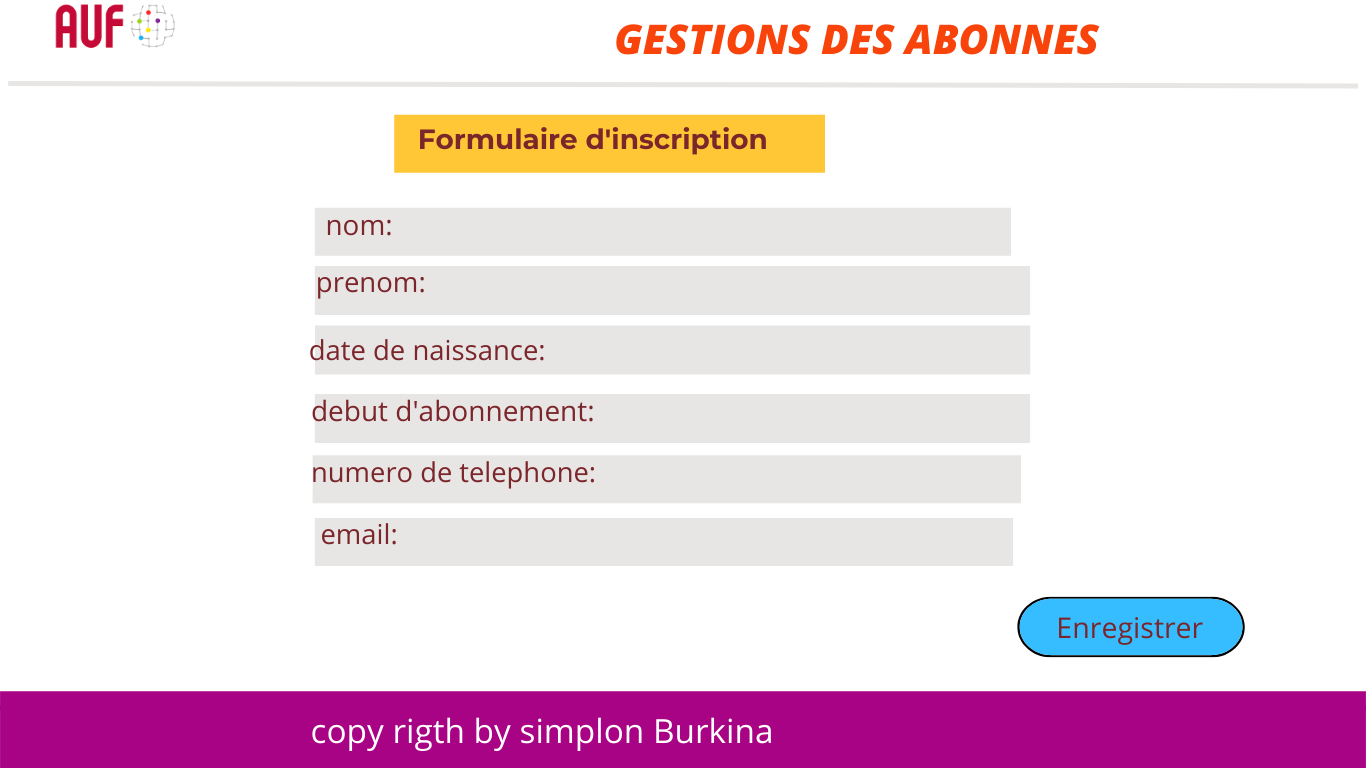 AUF
GESTIONS DES ABONNES
Formulaire d'inscription
nom:
prenom:
date de naissance:
debut d'abonnement:
numero de telephone:
email:
Enregistrer
copy rigth by simplon Burkina